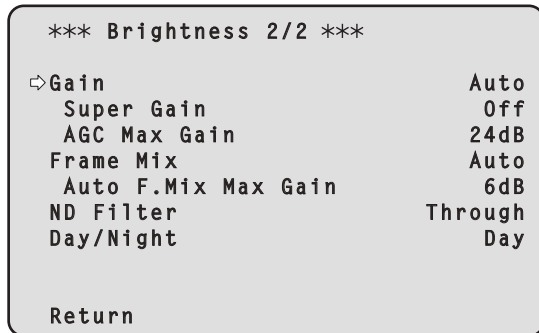 *** Brightness 2/2 ***
⇨Gain Auto
Super Gain Off
AGC Max Gain 24dB
Frame Mix Auto
Auto F.Mix Max Gain 6dB
ND Filter Through
Day/Night Day
Return